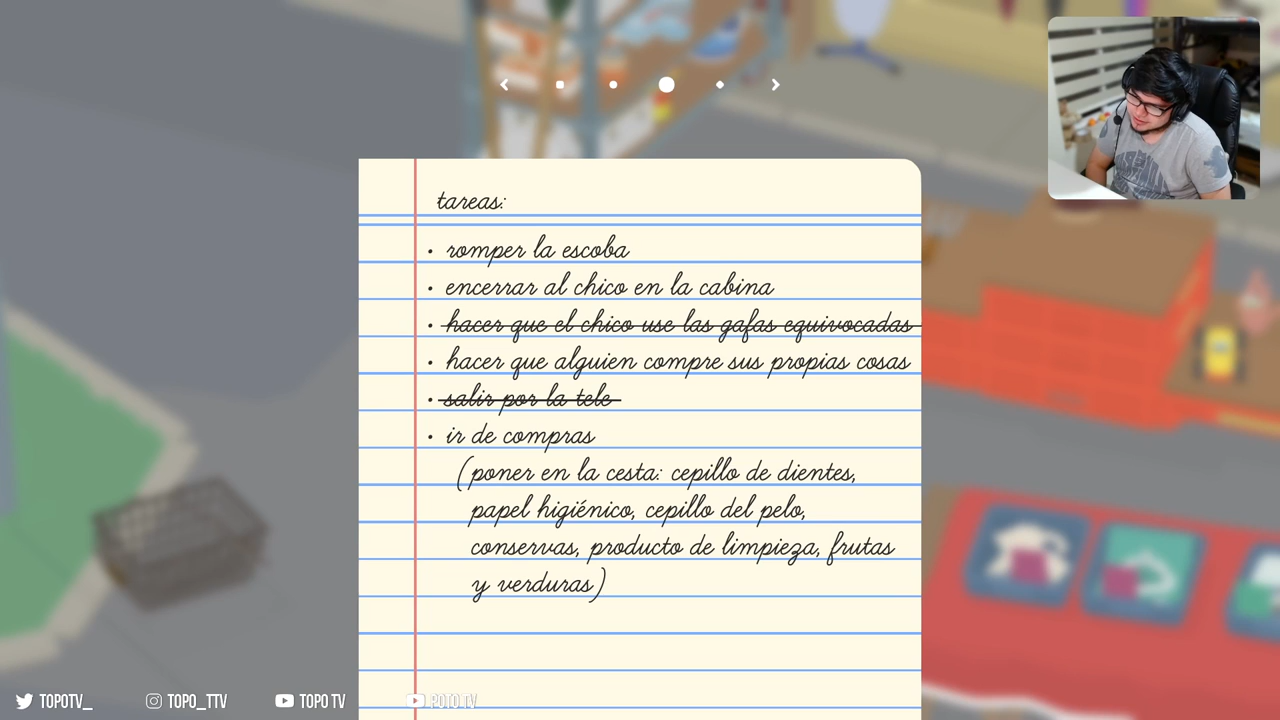 tareas:
• romper la escoba
• encerrar al chico en la cabina
• hacer que el chico use las gafas equivocadas
• hacer que alguien compre sus propias cosas
• salir por la tele
• ir de compras
(poner en la cesta: cepillo de dientes,
papel higiénico, cepillo del pelo,
conservas, producto de limpieza, frutas
y verduras)
TOPOTV_ TOPO_TTV TOPO TV POTO TV